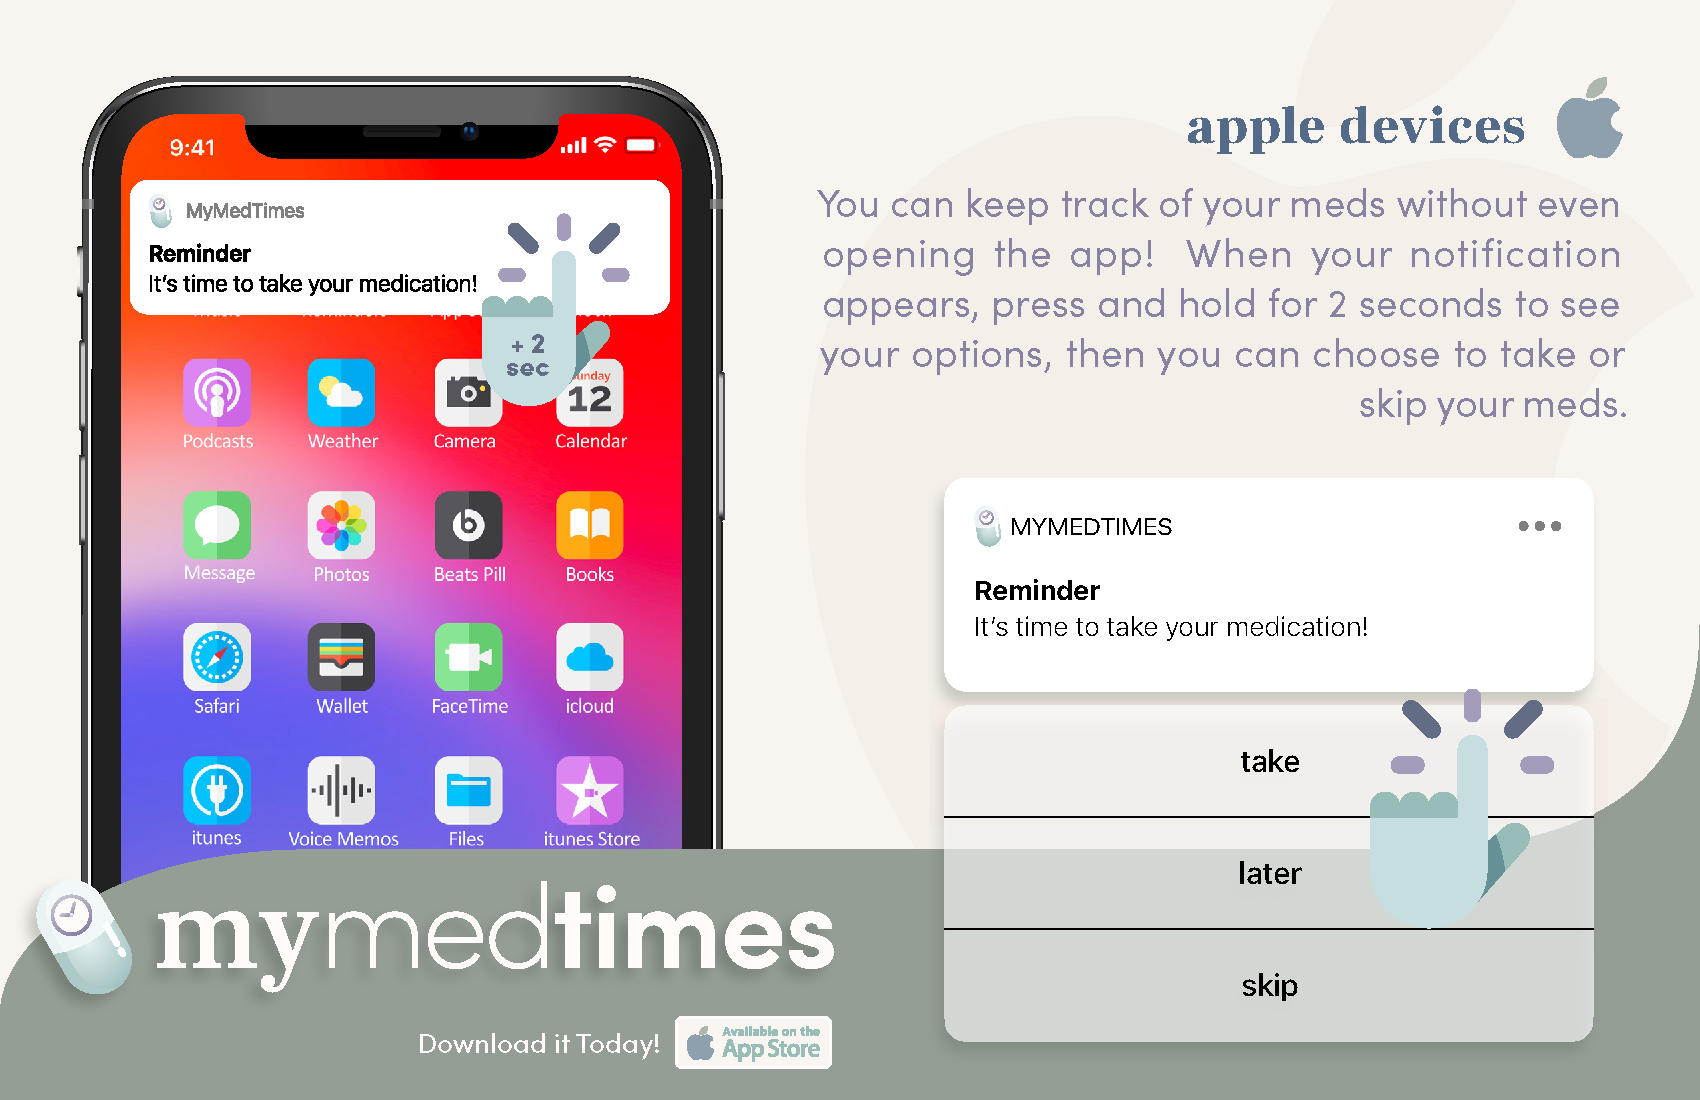 9:41
MyMedTimes
Reminder
It's time to take your medication!
+ 2
sec
Sunday
12
Podcasts
Weather
Camera
Calendar
Message
Photos
Beats Pill
Books
Safari
Wallet
FaceTime
icloud
itunes
Voice Memos
Files
itunes Store
apple devices
You can keep track of your meds without even
opening the app! When your notification
appears, press and hold for 2 seconds to see
your options, then you can choose to take or
skip your meds.
MYMEDTIMES
Reminder
It's time to take your medication!
take
later
skip
mymedtimes
Download it Today!
Available on the
App Store